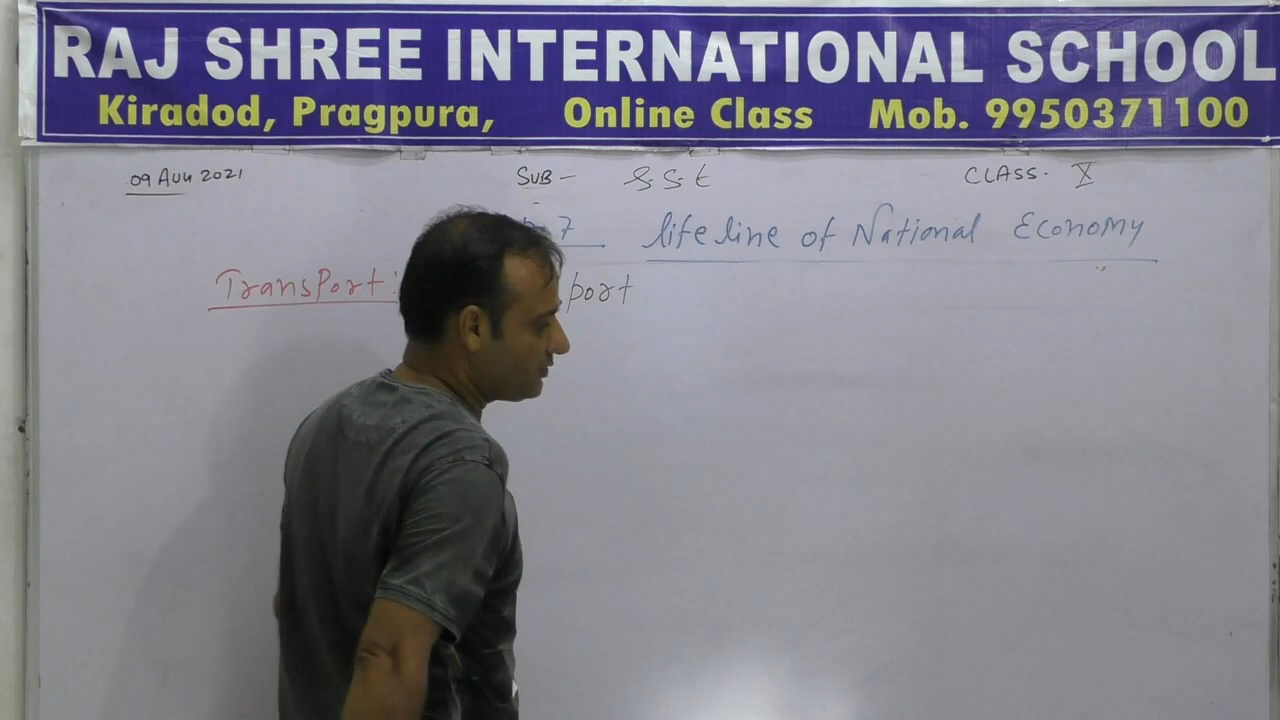 RAJ SHREE INTERNATIONAL SCHOOL
Kiradod, Pragpura, Online Class Mob. 9950371100
09 AUG 2021 SUB - S.S.t CLASS. X
7 life line of National Economy
Transport: port